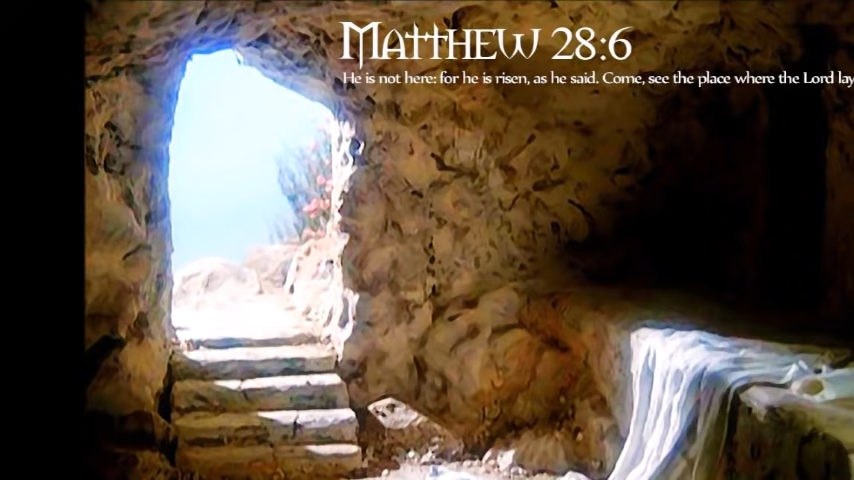 Matthew 28:6
He is not here: for he is risen, as he said. Come, see the place where the Lord lay